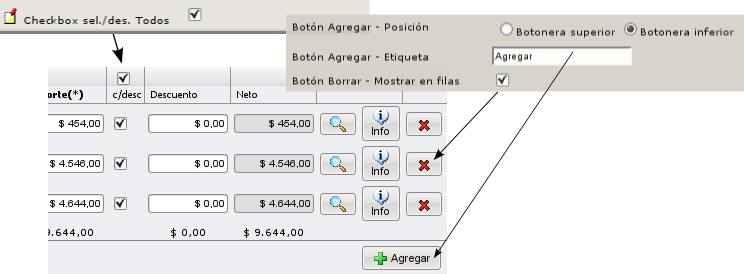 Checkbox sel./des. Todos
Botón Agregar - Posición Botonera superior Botonera inferior
Botón Agregar - Etiqueta Agregar
Botón Borrar - Mostrar en filas
orte(*) c/desc Descuento Neto
$ 454,00 $ 0,00 $ 454,00 Info
$ 4.546,00 $ 0,00 $ 4.546,00 Info
$ 4.644,00 $ 0,00 $ 4.644,00 Info
9.644,00 $ 0,00 $ 9.644,00
Agregar